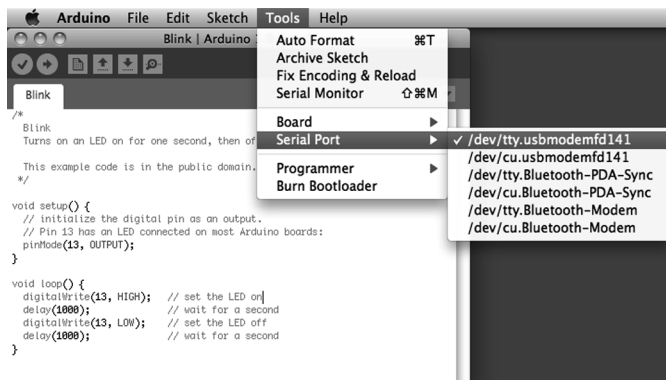 Arduino File Edit Sketch Tools Help
Blink | Arduino
Auto Format ⌘T
Archive Sketch
Fix Encoding & Reload
Serial Monitor ⇧⌘M
Board
Serial Port
Programmer
Burn Bootloader
✓ /dev/tty.usbmodemfd141
/dev/cu.usbmodemfd141
/dev/tty.Bluetooth-PDA-Sync
/dev/cu.Bluetooth-PDA-Sync
/dev/tty.Bluetooth-Modem
/dev/cu.Bluetooth-Modem
Blink
/*
Blink
Turns on an LED on for one second, then of
This example code is in the public domain.
*/
void setup() {
// initialize the digital pin as an output.
// Pin 13 has an LED connected on most Arduino boards:
pinMode(13, OUTPUT);
}
void loop() {
digitalWrite(13, HIGH); // set the LED on
delay(1000); // wait for a second
digitalWrite(13, LOW); // set the LED off
delay(1000); // wait for a second
}